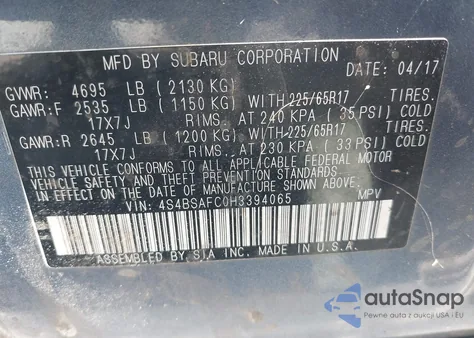 MFD BY SUBARU CORPORATION
DATE: 04/17
GVWR: 4695 LB (2130 KG)
GAWR:F 2535 LB (1150 KG) WITH 225/65R17 TIRES.
17X7J RIMS. AT 240 KPA (35 PSI) COLD
GAWR:R 2645 LB (1200 KG) WITH 225/65R17 TIRES.
17X7J RIMS. AT 230 KPA (33 PSI) COLD
THIS VEHICLE CONFORMS TO ALL APPLICABLE FEDERAL MOTOR
VEHICLE SAFETY AND THEFT PREVENTION STANDARDS
IN EFFECT ON THE DATE OF MANUFACTURE SHOWN ABOVE.
VIN: 4S4BSAFC0H3394065 MPV
ASSEMBLED BY SIA INC. MADE IN U.S.A.
autoSnap
Pewne auta z USA i EU